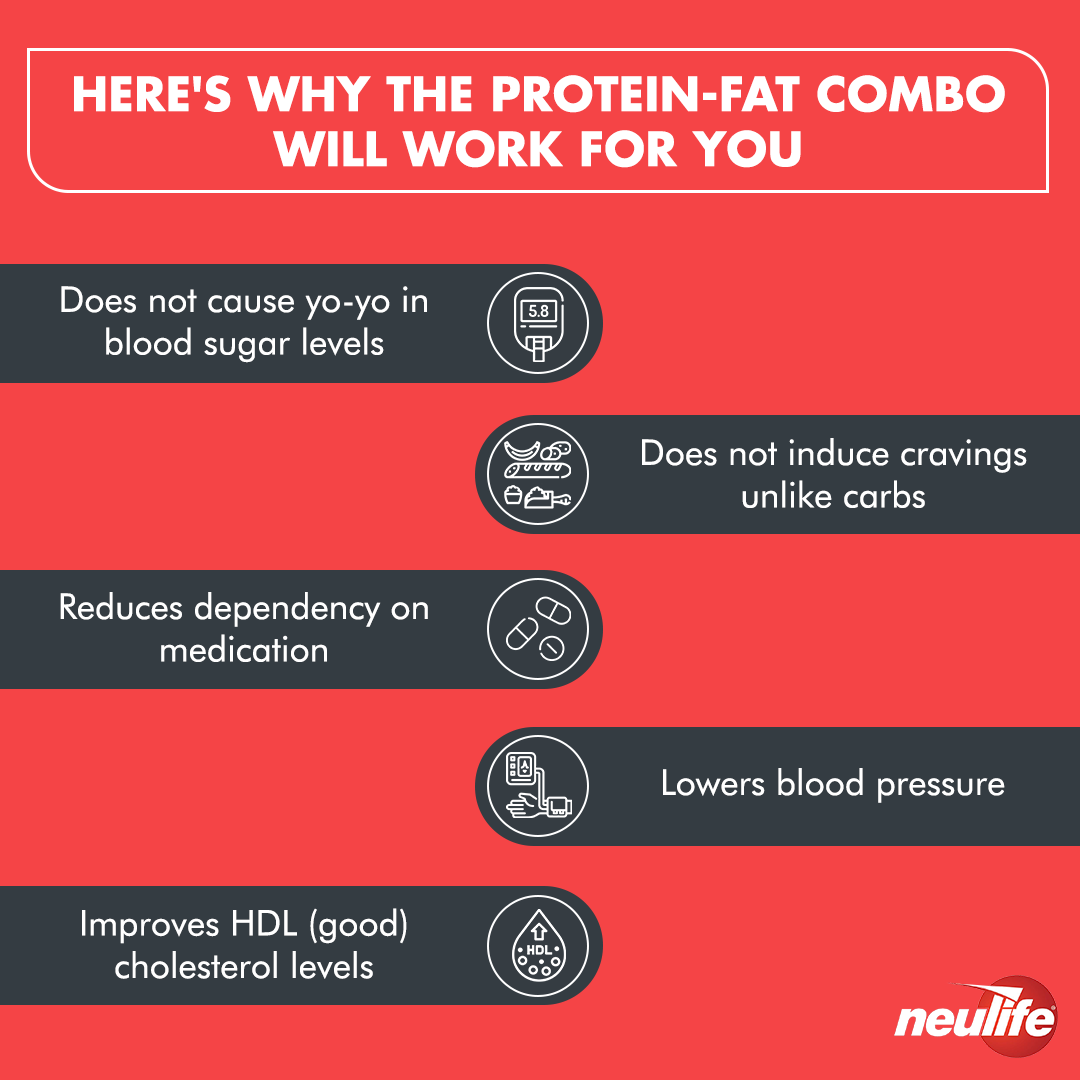 HERE'S WHY THE PROTEIN-FAT COMBO
WILL WORK FOR YOU
Does not cause yo-yo in
blood sugar levels
5.8
Does not induce cravings
unlike carbs
Reduces dependency on
medication
Lowers blood pressure
Improves HDL (good)
cholesterol levels
HDL
neulife